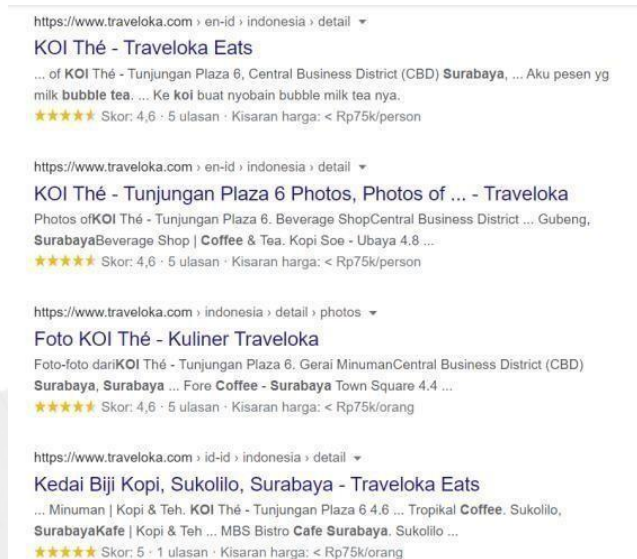 https://www.traveloka.com › en-id › indonesia › detail
KOI Thé - Traveloka Eats
... of KOI Thé - Tunjungan Plaza 6, Central Business District (CBD) Surabaya, ... Aku pesen yg
milk bubble tea. ... Ke koi buat nyobain bubble milk tea nya.
Skor: 4,6 · 5 ulasan · Kisaran harga: < Rp75k/person
https://www.traveloka.com › en-id › indonesia › detail
KOI Thé - Tunjungan Plaza 6 Photos, Photos of ... - Traveloka
Photos ofKOI Thé - Tunjungan Plaza 6. Beverage ShopCentral Business District ... Gubeng,
SurabayaBeverage Shop | Coffee & Tea. Kopi Soe - Ubaya 4.8 ...
Skor: 4,6 · 5 ulasan · Kisaran harga: < Rp75k/person
https://www.traveloka.com › indonesia › detail › photos
Foto KOI Thé - Kuliner Traveloka
Foto-foto dariKOI Thé - Tunjungan Plaza 6. Gerai MinumanCentral Business District (CBD)
Surabaya, Surabaya ... Fore Coffee - Surabaya Town Square 4.4 ...
Skor: 4,6 · 5 ulasan · Kisaran harga: < Rp75k/orang
https://www.traveloka.com › id-id › indonesia › detail
Kedai Biji Kopi, Sukolilo, Surabaya - Traveloka Eats
... Minuman | Kopi & Teh. KOI Thé - Tunjungan Plaza 6 4.6 ... Tropikal Coffee. Sukolilo,
SurabayaKafe | Kopi & Teh ... MBS Bistro Cafe Surabaya. Sukolilo ...
Skor: 5 · 1 ulasan · Kisaran harga: < Rp75k/orang